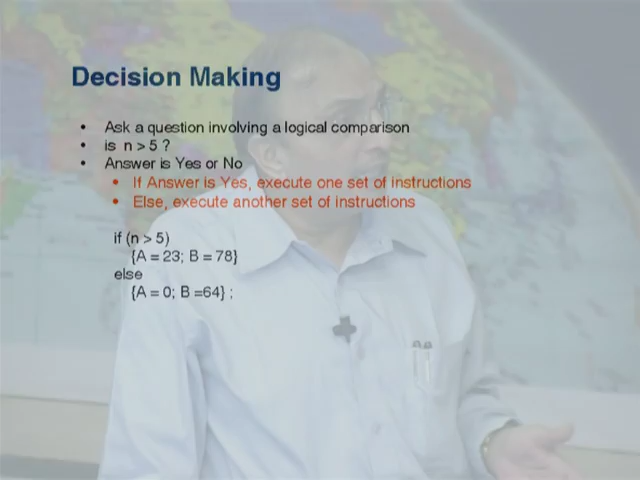 Decision Making
• Ask a question involving a logical comparison
• is n > 5 ?
• Answer is Yes or No
• If Answer is Yes, execute one set of instructions
• Else, execute another set of instructions
if (n > 5)
{A = 23; B = 78}
else
{A = 0; B =64} ;